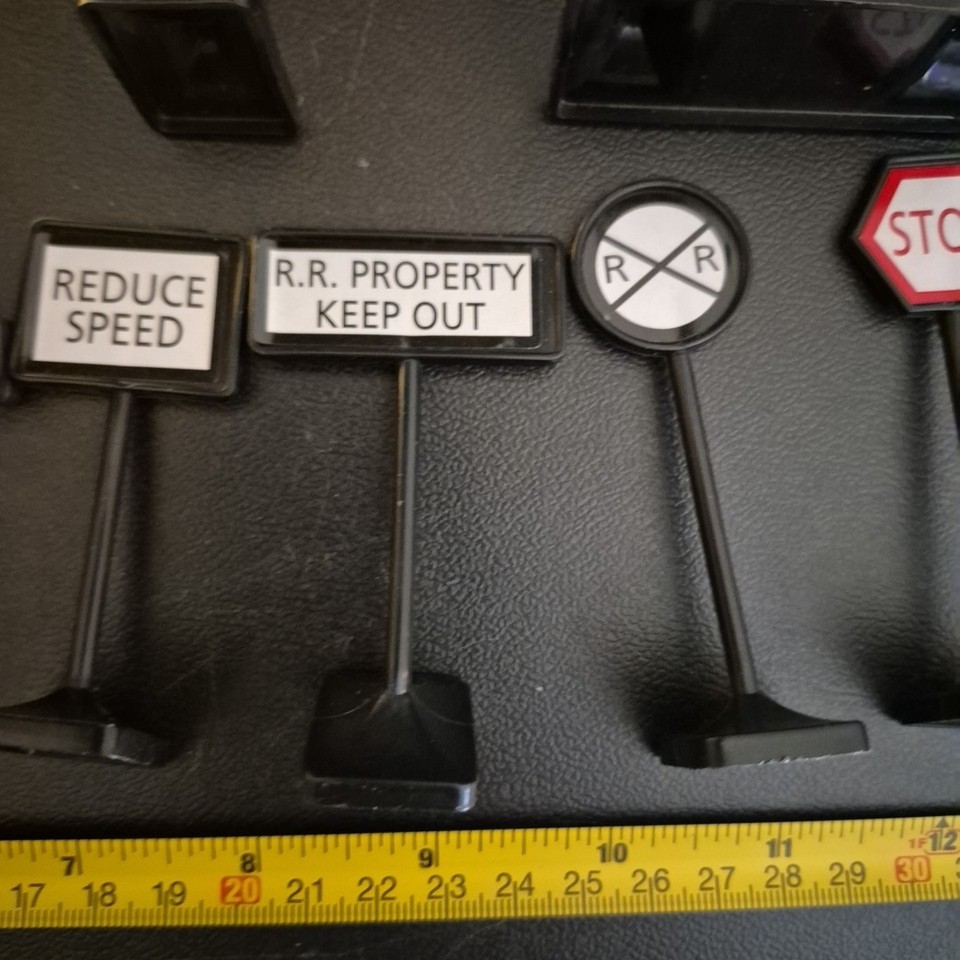 REDUCE
SPEED
R.R. PROPERTY
KEEP OUT
R R
STO
7 8 9 10 11 1F 12
17 18 19 20 21 22 23 24 25 26 27 28 29 30